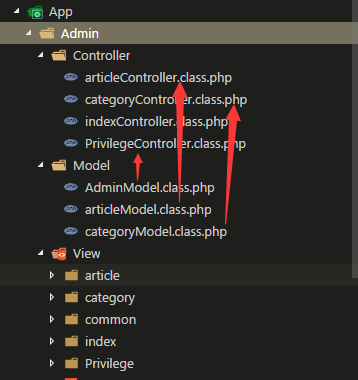 App
Admin
Controller
articleController.class.php
categoryController.class.php
indexController.class.php
PrivilegeController.class.php
Model
AdminModel.class.php
articleModel.class.php
categoryModel.class.php
View
article
category
common
index
Privilege